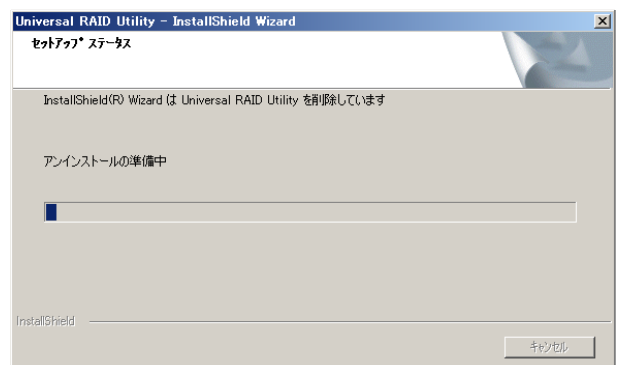 Universal RAID Utility - InstallShield Wizard
セットアップ ステータス
InstallShield(R) Wizard は Universal RAID Utility を削除しています
アンインストールの準備中
InstallShield
キャンセル